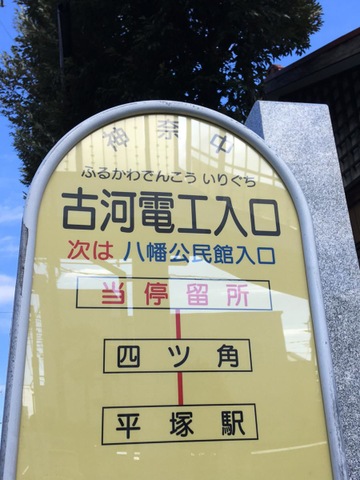 神奈中
ふるかわでんこう いりぐち
古河電工入口
次は 八幡公民館入口
当停留所
四ツ角
平塚駅